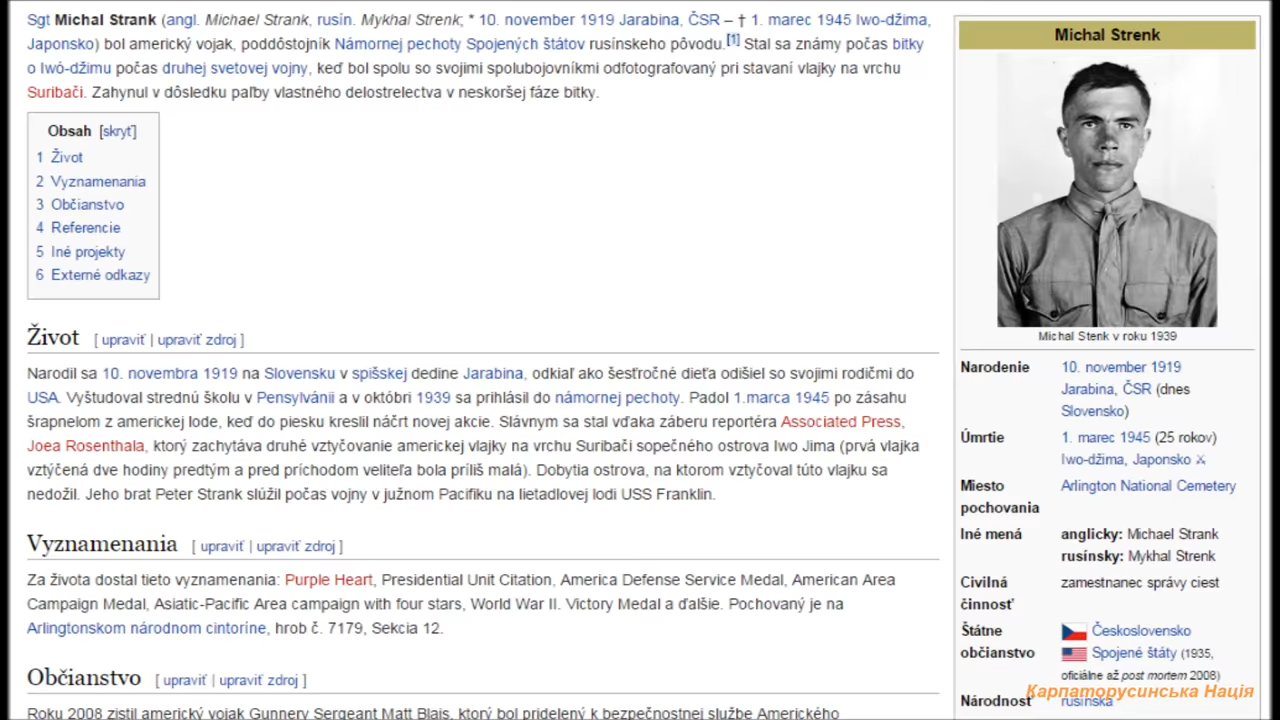 Sgt Michal Strank (angl. Michael Strank, rusín. Mykhal Strenk; * 10. november 1919 Jarabina, ČSR – † 1. marec 1945 Iwo-džima,
Japonsko) bol americký vojak, poddôstojník Námornej pechoty Spojených štátov rusínskeho pôvodu.[1] Stal sa známy počas bitky
o Iwó-džimu počas druhej svetovej vojny, keď bol spolu so svojimi spolubojovníkmi odfotografovaný pri stavaní vlajky na vrchu
Suribači. Zahynul v dôsledku paľby vlastného delostrelectva v neskoršej fáze bitky.
Obsah [skryť]
1 Život
2 Vyznamenania
3 Občianstvo
4 Referencie
5 Iné projekty
6 Externé odkazy
Život [ upraviť | upraviť zdroj ]
Narodil sa 10. novembra 1919 na Slovensku v spišskej dedine Jarabina, odkiaľ ako šesťročné dieťa odišiel so svojimi rodičmi do
USA. Vyštudoval strednú školu v Pensylvánii a v októbri 1939 sa prihlásil do námornej pechoty. Padol 1.marca 1945 po zásahu
šrapnelom z americkej lode, keď do piesku kreslil náčrt novej akcie. Slávnym sa stal vďaka záberu reportéra Associated Press,
Joea Rosenthala, ktorý zachytáva druhé vztyčovanie americkej vlajky na vrchu Suribači sopečného ostrova Iwo Jima (prvá vlajka
vztýčená dve hodiny predtým a pred príchodom veliteľa bola príliš malá). Dobytia ostrova, na ktorom vztyčoval túto vlajku sa
nedožil. Jeho brat Peter Strank slúžil počas vojny v južnom Pacifiku na lietadlovej lodi USS Franklin.
Vyznamenania [ upraviť | upraviť zdroj ]
Za života dostal tieto vyznamenania: Purple Heart, Presidential Unit Citation, America Defense Service Medal, American Area
Campaign Medal, Asiatic-Pacific Area campaign with four stars, World War II. Victory Medal a ďalšie. Pochovaný je na
Arlingtonskom národnom cintoríne, hrob č. 7179, Sekcia 12.
Občianstvo [ upraviť | upraviť zdroj ]
Roku 2008 zistil americký vojak Gunnery Sergeant Matt Blais, ktorý bol pridelený k bezpečnostnej službe Amerického
Michal Strenk
Michal Stenk v roku 1939
Narodenie 10. november 1919
Jarabina, ČSR (dnes
Slovensko)
Úmrtie 1. marec 1945 (25 rokov)
Iwo-džima, Japonsko ⚔
Miesto pochovania Arlington National Cemetery
Iné mená anglicky: Michael Strank
rusínsky: Mykhal Strenk
Civilná činnosť zamestnanec správy ciest
Štátne občianstvo Československo
Spojené štáty (1935,
oficiálne až post mortem 2008)
Národnosť rusínska
Карпаторусинська Нація